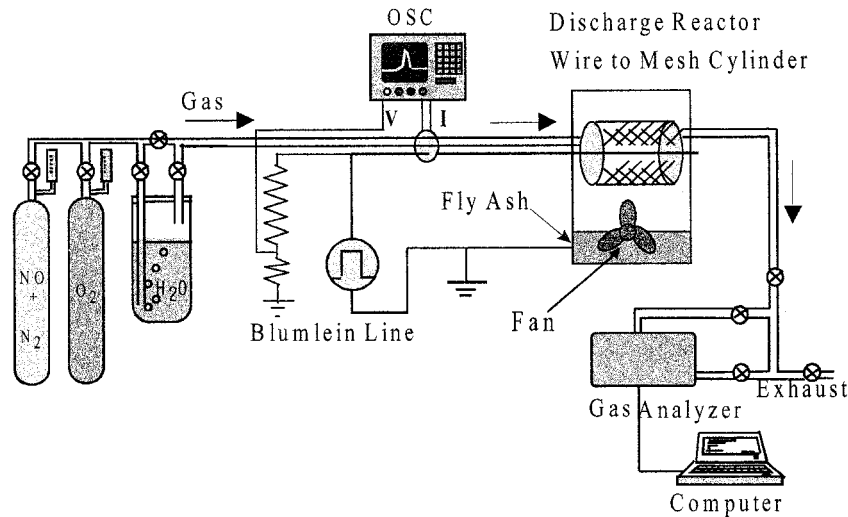 OSC
Discharge Reactor
Wire to Mesh Cylinder
Gas
V I
Fly Ash
NO
+
N2
O2
H2O
Blumlein Line
Fan
Gas Analyzer
Exhaust
Computer